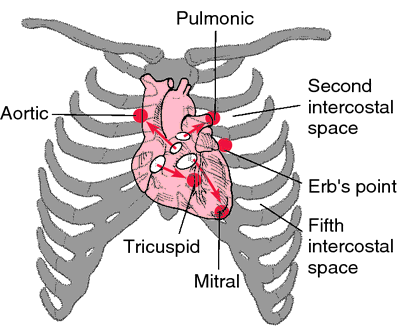 Pulmonic
Aortic
Second
intercostal
space
Erb's point
Tricuspid
Fifth
intercostal
space
Mitral